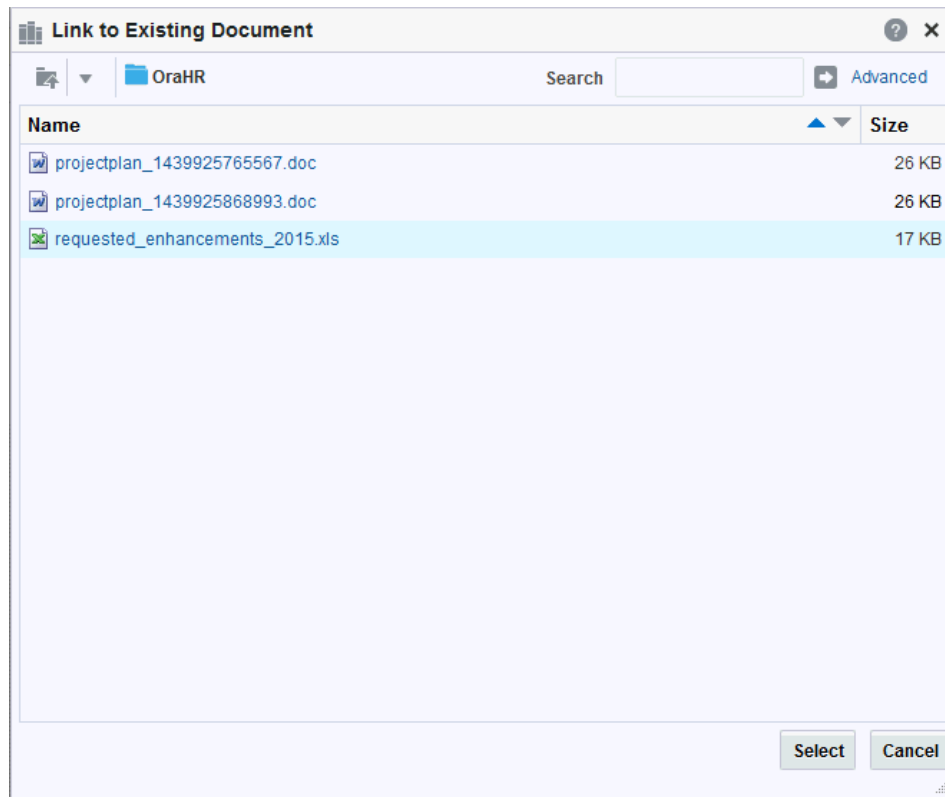 Link to Existing Document
OraHR Search Advanced
Name Size
projectplan_1439925765567.doc 26 KB
projectplan_1439925868993.doc 26 KB
requested_enhancements_2015.xls 17 KB
Select Cancel